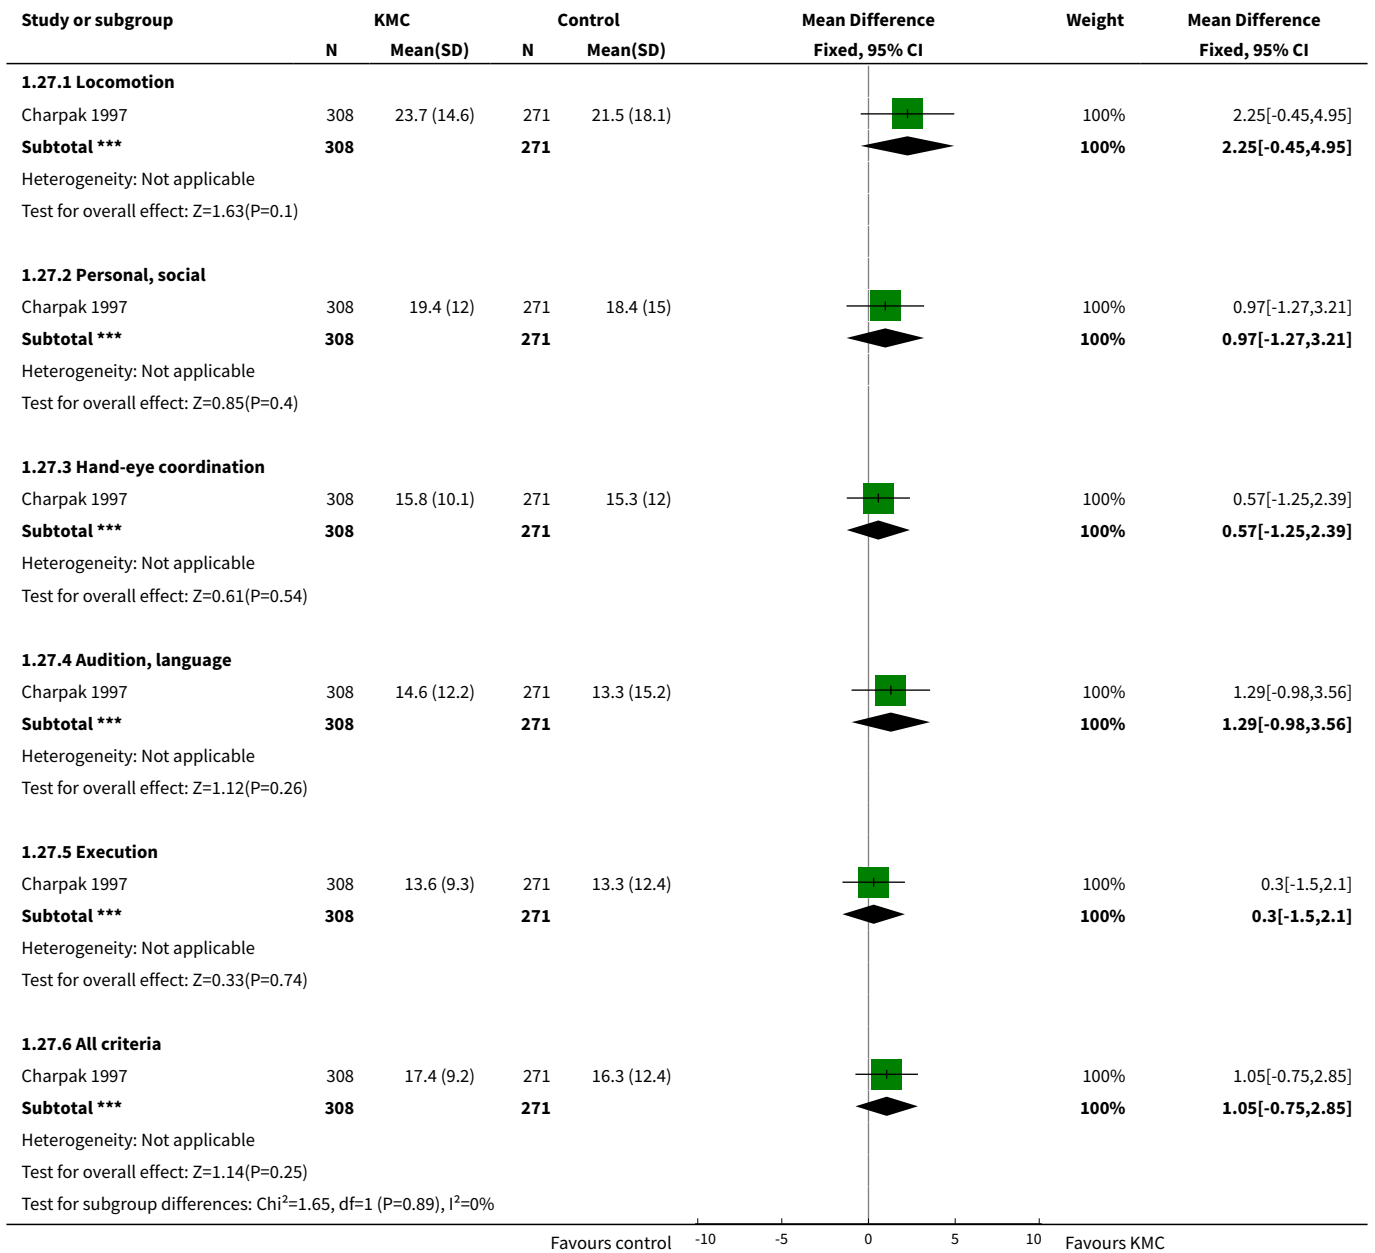 Study or subgroup KMC Control Mean Difference Weight Mean Difference
N Mean(SD) N Mean(SD) Fixed, 95% CI Fixed, 95% CI
1.27.1 Locomotion
Charpak 1997 308 23.7 (14.6) 271 21.5 (18.1) 100% 2.25[-0.45,4.95]
Subtotal *** 308 271 100% 2.25[-0.45,4.95]
Heterogeneity: Not applicable
Test for overall effect: Z=1.63(P=0.1)
1.27.2 Personal, social
Charpak 1997 308 19.4 (12) 271 18.4 (15) 100% 0.97[-1.27,3.21]
Subtotal *** 308 271 100% 0.97[-1.27,3.21]
Heterogeneity: Not applicable
Test for overall effect: Z=0.85(P=0.4)
1.27.3 Hand-eye coordination
Charpak 1997 308 15.8 (10.1) 271 15.3 (12) 100% 0.57[-1.25,2.39]
Subtotal *** 308 271 100% 0.57[-1.25,2.39]
Heterogeneity: Not applicable
Test for overall effect: Z=0.61(P=0.54)
1.27.4 Audition, language
Charpak 1997 308 14.6 (12.2) 271 13.3 (15.2) 100% 1.29[-0.98,3.56]
Subtotal *** 308 271 100% 1.29[-0.98,3.56]
Heterogeneity: Not applicable
Test for overall effect: Z=1.12(P=0.26)
1.27.5 Execution
Charpak 1997 308 13.6 (9.3) 271 13.3 (12.4) 100% 0.3[-1.5,2.1]
Subtotal *** 308 271 100% 0.3[-1.5,2.1]
Heterogeneity: Not applicable
Test for overall effect: Z=0.33(P=0.74)
1.27.6 All criteria
Charpak 1997 308 17.4 (9.2) 271 16.3 (12.4) 100% 1.05[-0.75,2.85]
Subtotal *** 308 271 100% 1.05[-0.75,2.85]
Heterogeneity: Not applicable
Test for overall effect: Z=1.14(P=0.25)
Test for subgroup differences: Chi²=1.65, df=1 (P=0.89), I²=0%
Favours control -10 -5 0 5 10 Favours KMC